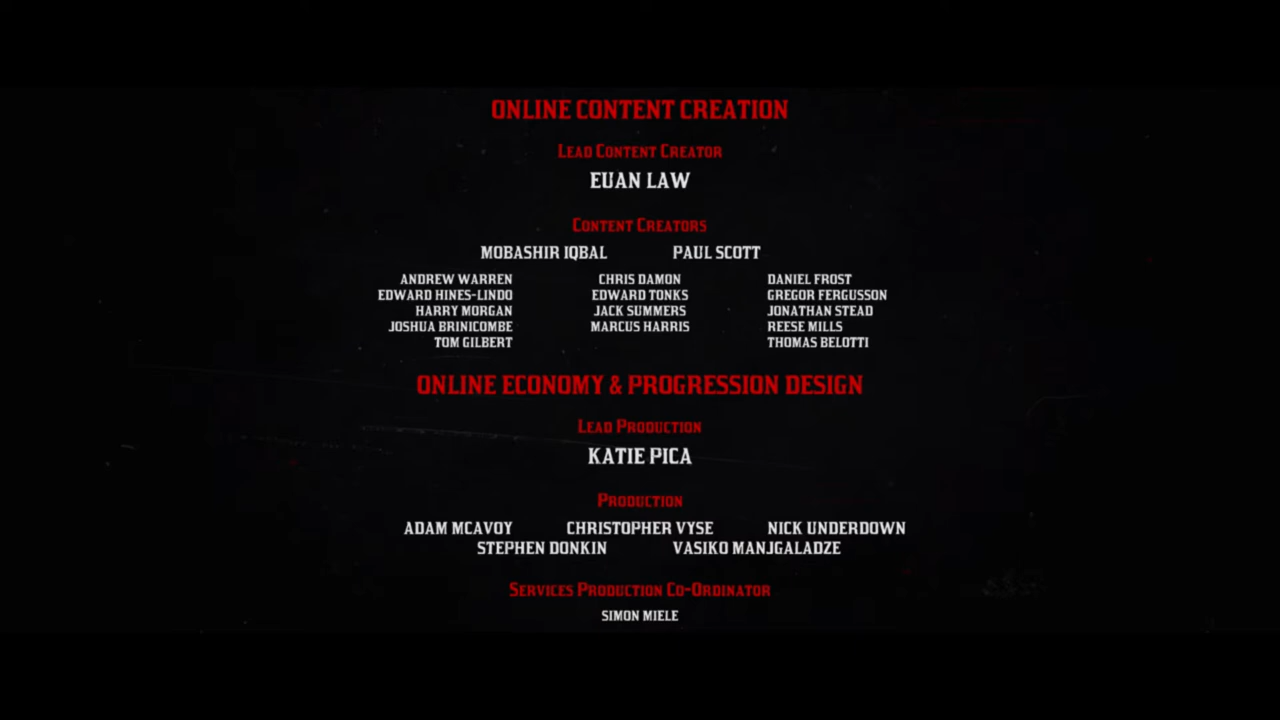 ONLINE CONTENT CREATION
LEAD CONTENT CREATOR
EUAN LAW
CONTENT CREATORS
MOBASHIR IQBAL PAUL SCOTT
ANDREW WARREN CHRIS DAMON DANIEL FROST
EDWARD HINES-LINDO EDWARD TONKS GREGOR FERGUSSON
HARRY MORGAN JACK SUMMERS JONATHAN STEAD
JOSHUA BRINICOMBE MARCUS HARRIS REESE MILLS
TOM GILBERT THOMAS BELOTTI
ONLINE ECONOMY & PROGRESSION DESIGN
LEAD PRODUCTION
KATIE PICA
PRODUCTION
ADAM MCAVOY CHRISTOPHER VYSE NICK UNDERDOWN
STEPHEN DONKIN VASIKO MANJGALADZE
SERVICES PRODUCTION CO-ORDINATOR
SIMON MIELE